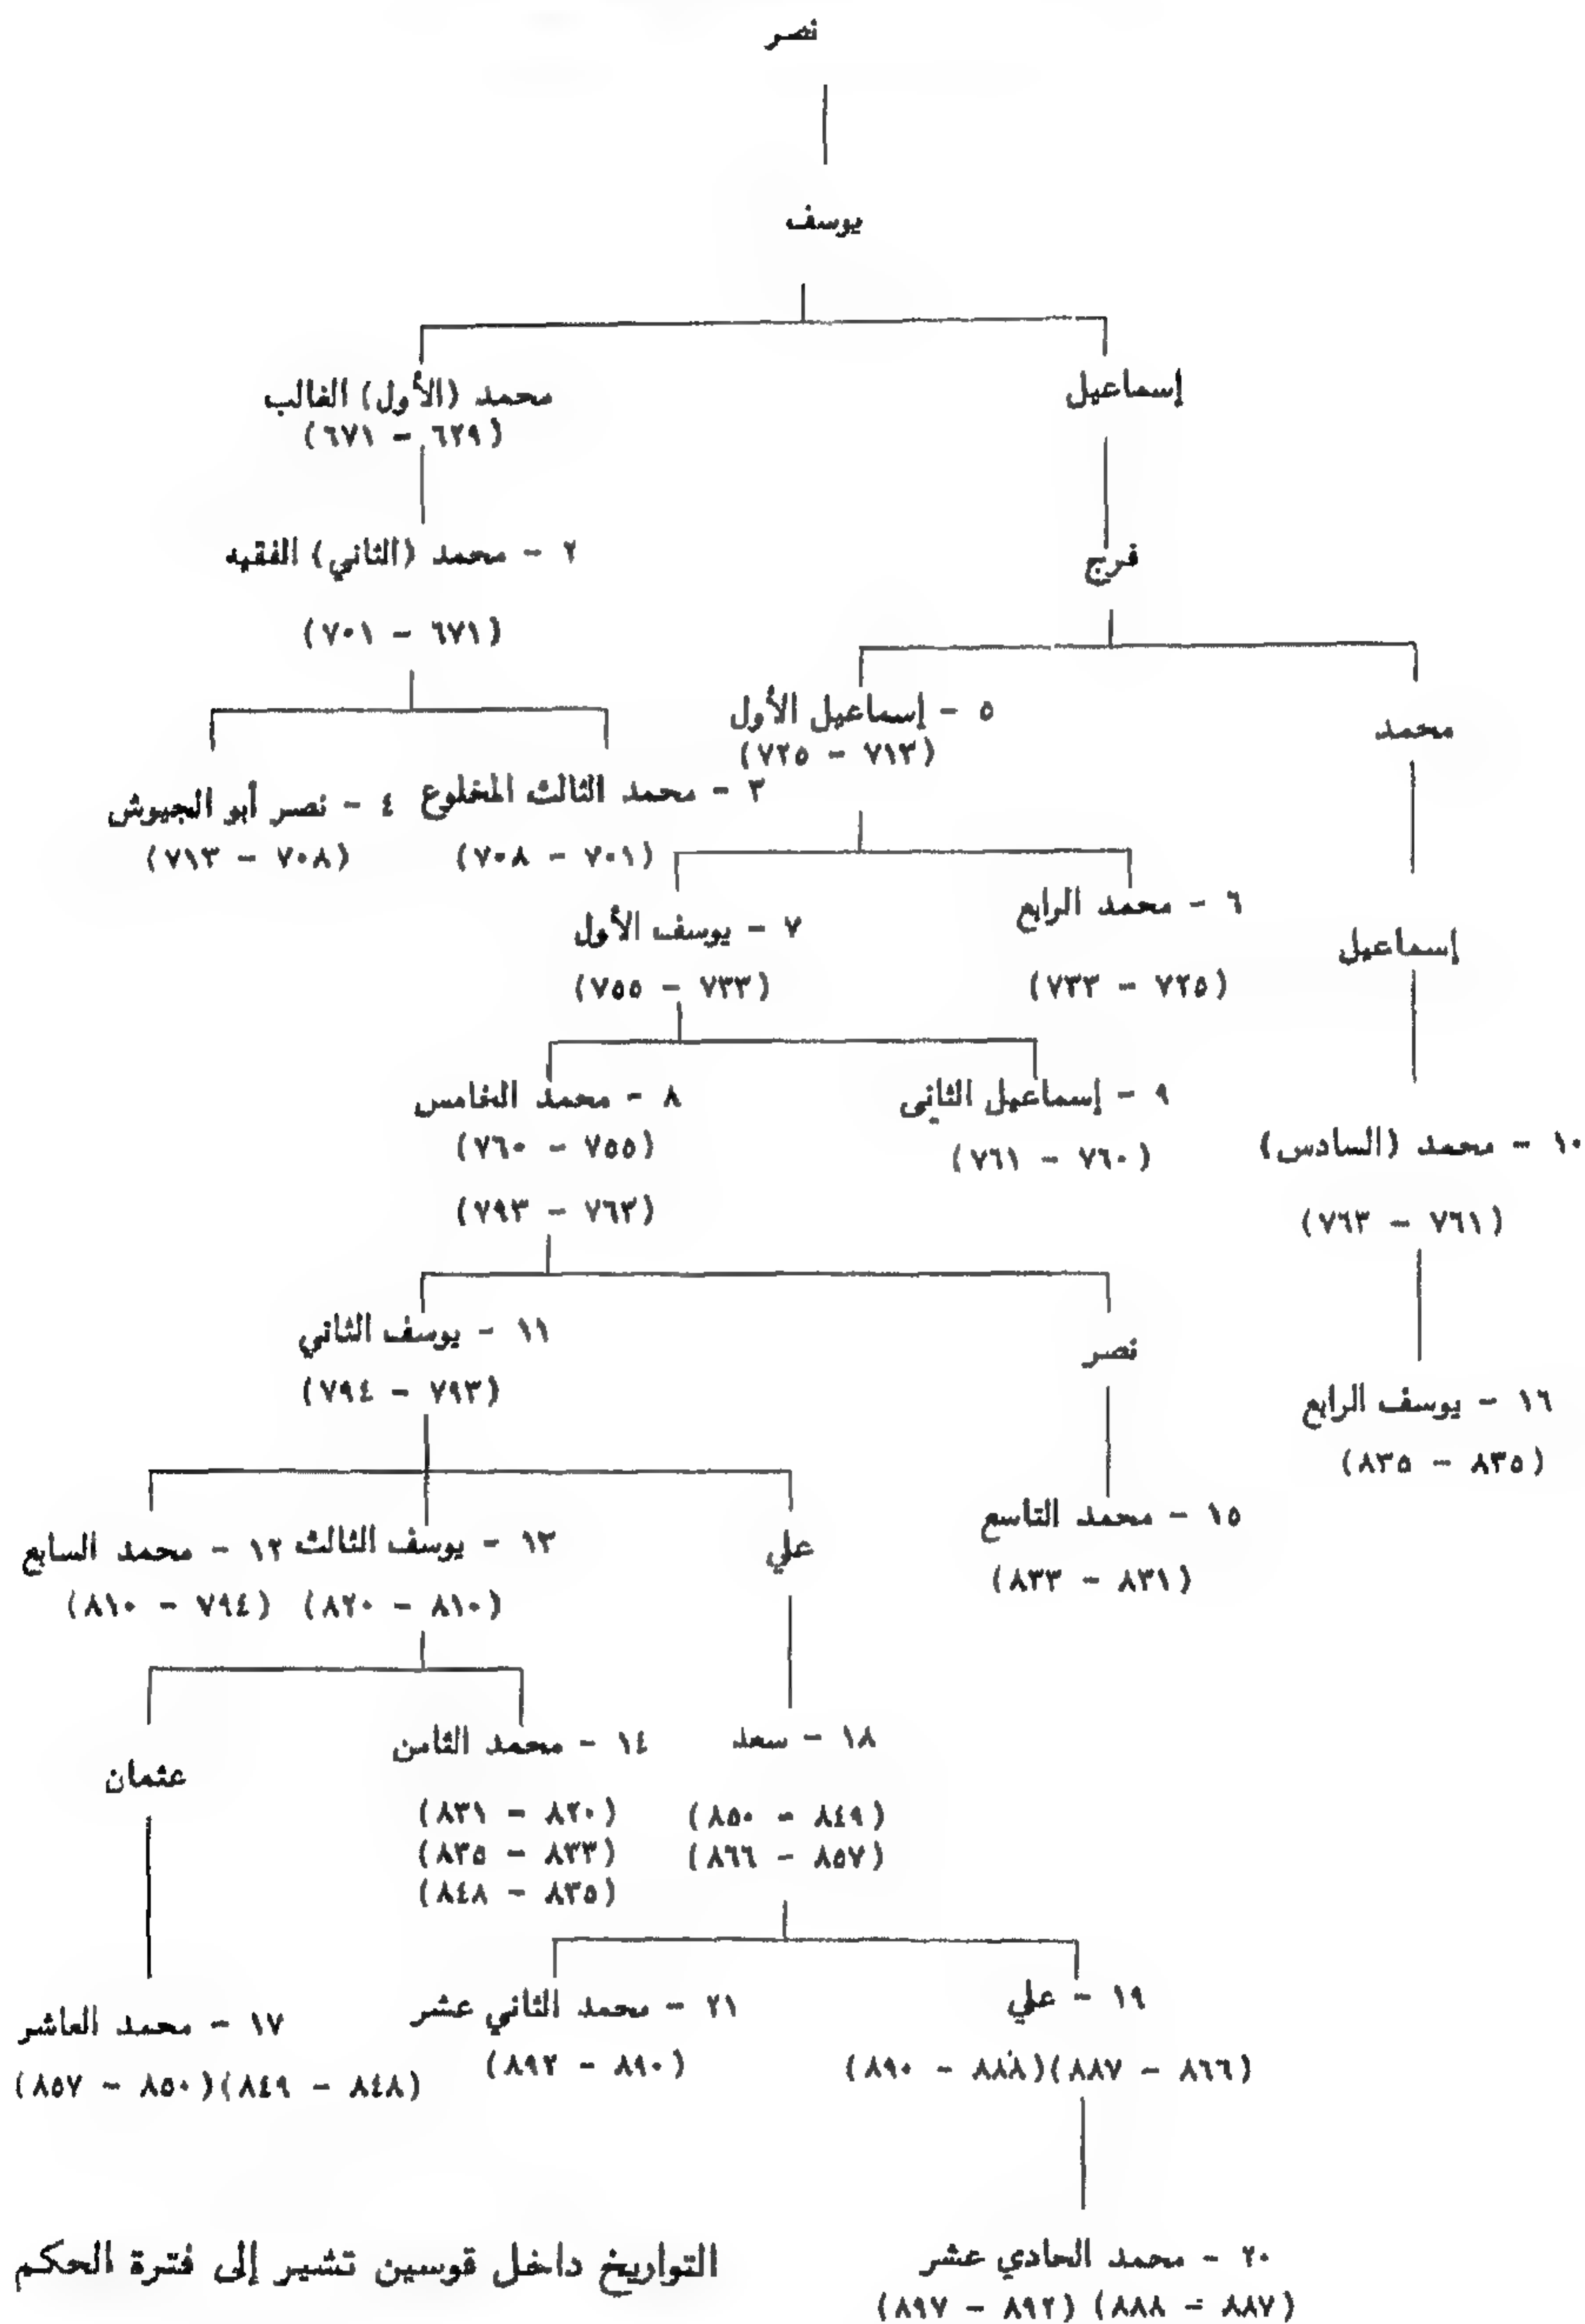 نصر
يوسف
إسماعيل
محمد (الأول) الغالب
(٦٢٩ - ٦٧١)
فرج
٢ - محمد (الثاني) الفقيه
(٦٧١ - ٧٠١)
محمد
٥ - إسماعيل الأول
(٧١٣ - ٧٢٥)
٣ - محمد الثالث المخلوع
(٧٠١ - ٧٠٨)
٤ - نصر أبو الجيوش
(٧٠٨ - ٧١٣)
إسماعيل
٦ - محمد الرابع
(٧٢٥ - ٧٣٣)
٧ - يوسف الأول
(٧٣٣ - ٧٥٥)
١٠ - محمد (السادس)
(٧٦١ - ٧٦٣)
٩ - إسماعيل الثاني
(٧٦٠ - ٧٦١)
٨ - محمد الخامس
(٧٥٥ - ٧٦٠)
(٧٦٣ - ٧٩٣)
١٦ - يوسف الرابع
(٨٣٥ - ٨٣٥)
نصر
١١ - يوسف الثاني
(٧٩٣ - ٧٩٤)
١٥ - محمد التاسع
(٨٣١ - ٨٣٣)
علي
١٣ - يوسف الثالث
(٨١٠ - ٨٢٠)
١٢ - محمد السابع
(٧٩٤ - ٨١٠)
١٨ - سعد
(٨٤٩ - ٨٥٠)
(٨٥٧ - ٨٦٦)
١٤ - محمد الثامن
(٨٢٠ - ٨٣١)
(٨٣٣ - ٨٣٥)
(٨٣٥ - ٨٤٨)
عثمان
١٩ - علي
(٨٦٦ - ٨٨٧)(٨٨٨ - ٨٩٠)
٢١ - محمد الثاني عشر
(٨٩٠ - ٨٩٢)
١٧ - محمد العاشر
(٨٤٨ - ٨٤٩)(٨٥٠ - ٨٥٧)
٢٠ - محمد الحادي عشر
(٨٨٧ - ٨٨٨) (٨٩٢ - ٨٩٧)
التواريخ داخل قوسين تشير إلى فترة الحكم